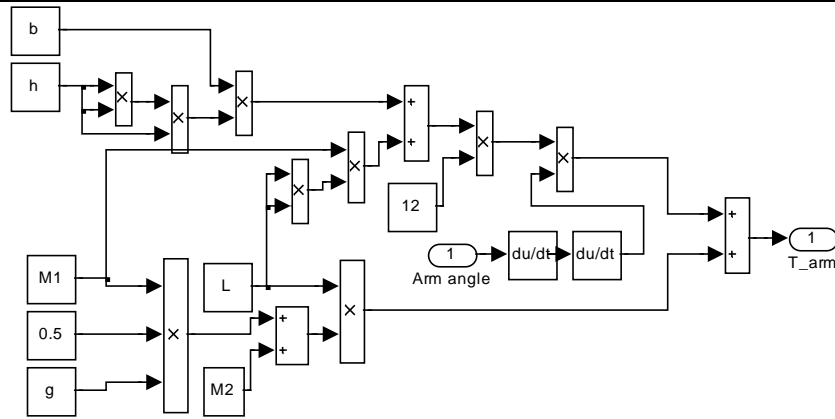 b
h
×
×
×
+
+
×
×
×
×
12
1
Arm angle
du/dt
du/dt
+
+
1
T_arm
M1
0.5
g
×
L
+
+
M2
×